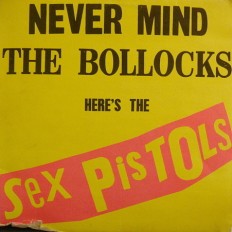 NEVER MIND
THE BOLLOCKS
HERE'S THE
Sex PisTOls